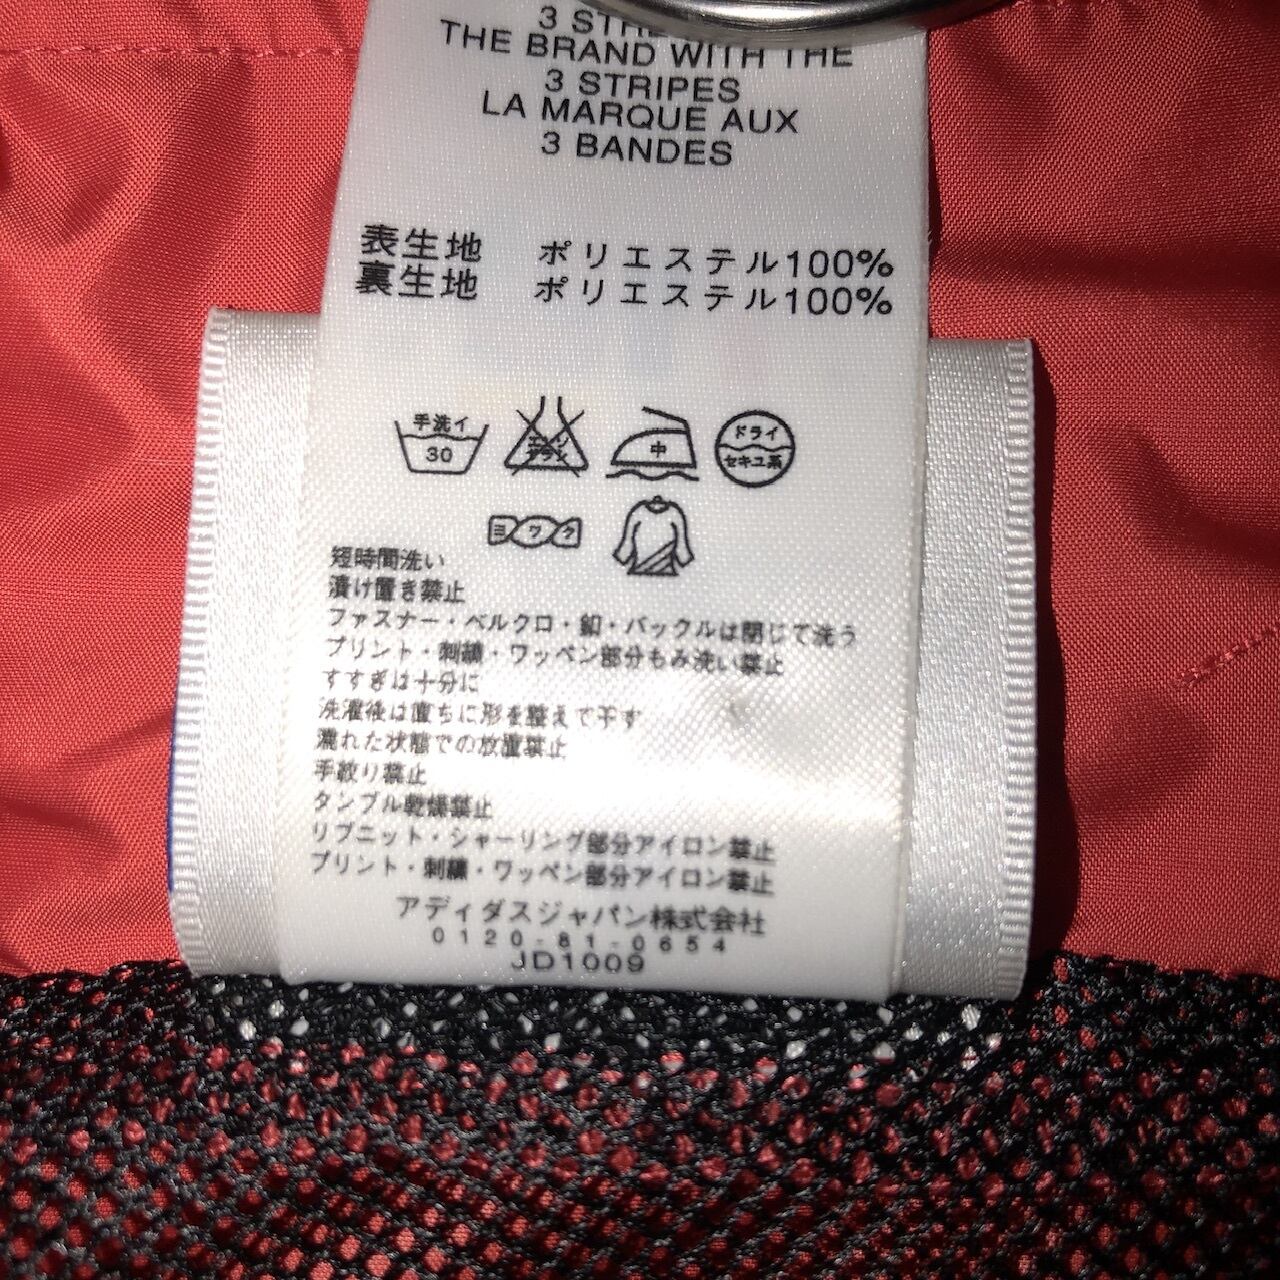 3
THE BRAND WITH THE
3 STRIPES
LA MARQUE AUX
3 BANDES
表生地 ポリエステル100%
裏生地 ポリエステル100%
手洗イ
30
エンソ
サラシ
中
ドライ
セキユ系
ヨワク
短時間洗い
漬け置き禁止
ファスナー・ベルクロ・釦・バックルは閉じて洗う
プリント・刺繍・ワッペン部分もみ洗い禁止
すすぎは十分に
洗濯後は直ちに形を整えて干す
濡れた状態での放置禁止
手絞り禁止
タンブル乾燥禁止
リブニット・シャーリング部分アイロン禁止
プリント・刺繍・ワッペン部分アイロン禁止
アディダスジャパン株式会社
0120-81-0654
JD1009